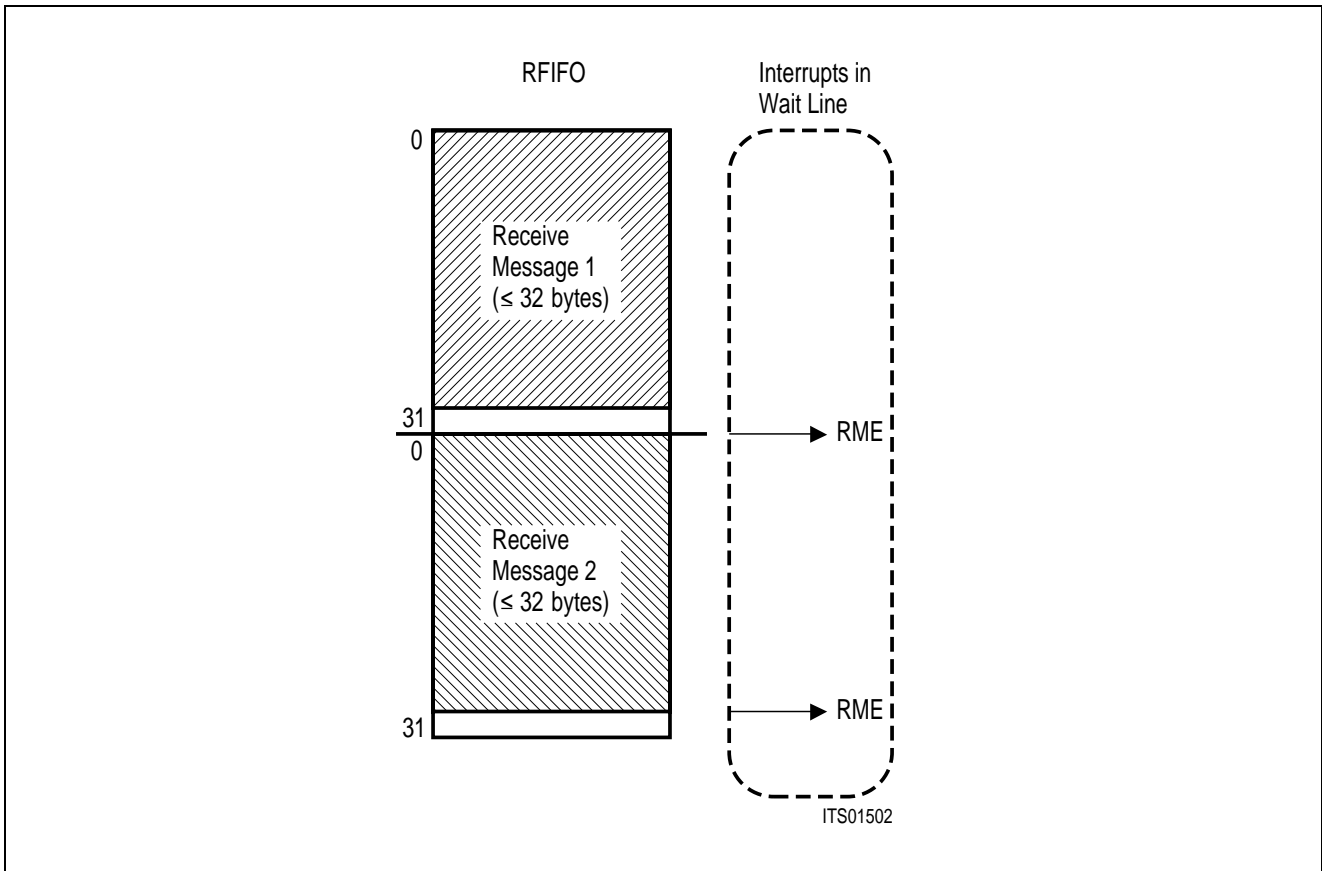 RFIFO
Interrupts in
Wait Line
0
Receive
Message 1
(≤ 32 bytes)
31
RME
0
Receive
Message 2
(≤ 32 bytes)
RME
31
ITS01502